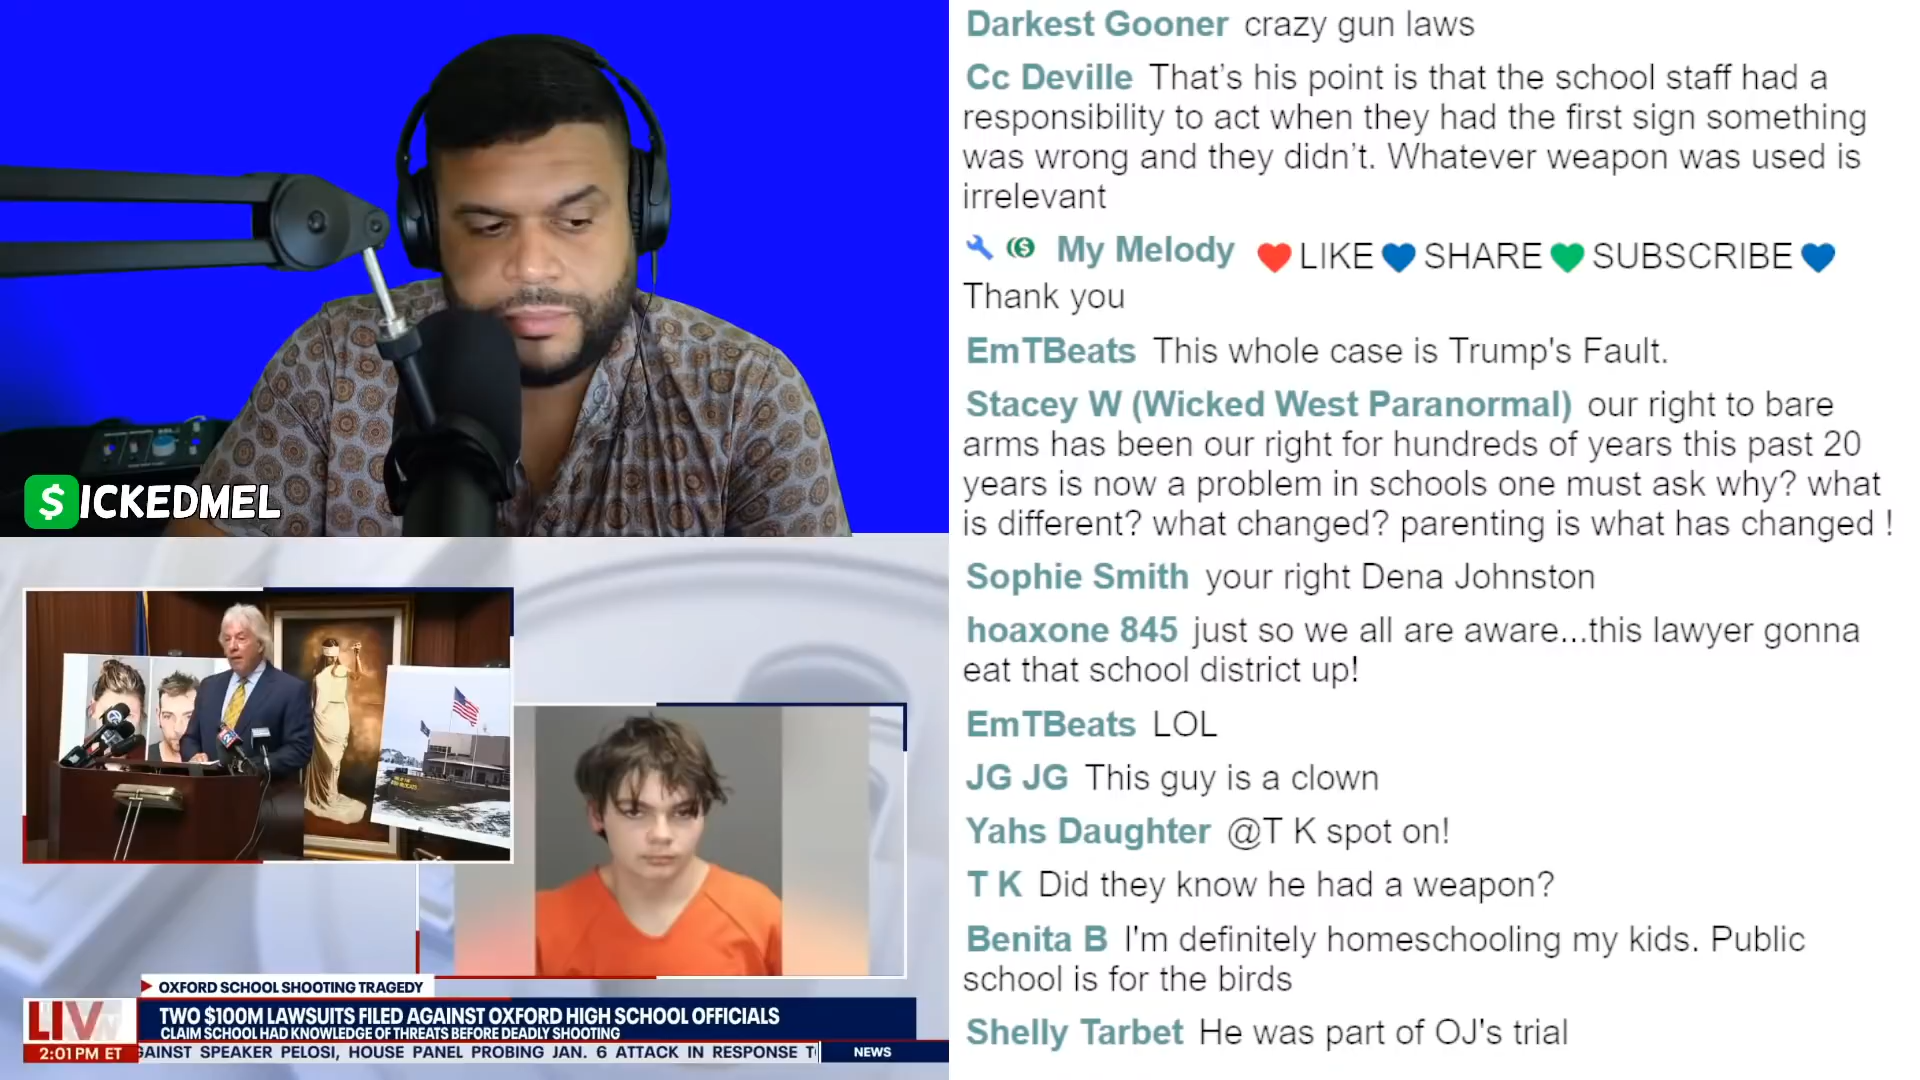 $ICKEDMEL
OXFORD SCHOOL SHOOTING TRAGEDY
TWO $100M LAWSUITS FILED AGAINST OXFORD HIGH SCHOOL OFFICIALS
CLAIM SCHOOL HAD KNOWLEDGE OF THREATS BEFORE DEADLY SHOOTING
LIV
2:01 PM ET
GAINST SPEAKER PELOSI, HOUSE PANEL PROBING JAN. 6 ATTACK IN RESPONSE
NEWS
Darkest Gooner crazy gun laws
Cc Deville That’s his point is that the school staff had a
responsibility to act when they had the first sign something
was wrong and they didn’t. Whatever weapon was used is
irrelevant
My Melody LIKE SHARE SUBSCRIBE
Thank you
EmTBeats This whole case is Trump's Fault.
Stacey W (Wicked West Paranormal) our right to bare
arms has been our right for hundreds of years this past 20
years is now a problem in schools one must ask why? what
is different? what changed? parenting is what has changed !
Sophie Smith your right Dena Johnston
hoaxone 845 just so we all are aware...this lawyer gonna
eat that school district up!
EmTBeats LOL
JG JG This guy is a clown
Yahs Daughter @T K spot on!
T K Did they know he had a weapon?
Benita B I'm definitely homeschooling my kids. Public
school is for the birds
Shelly Tarbet He was part of OJ's trial